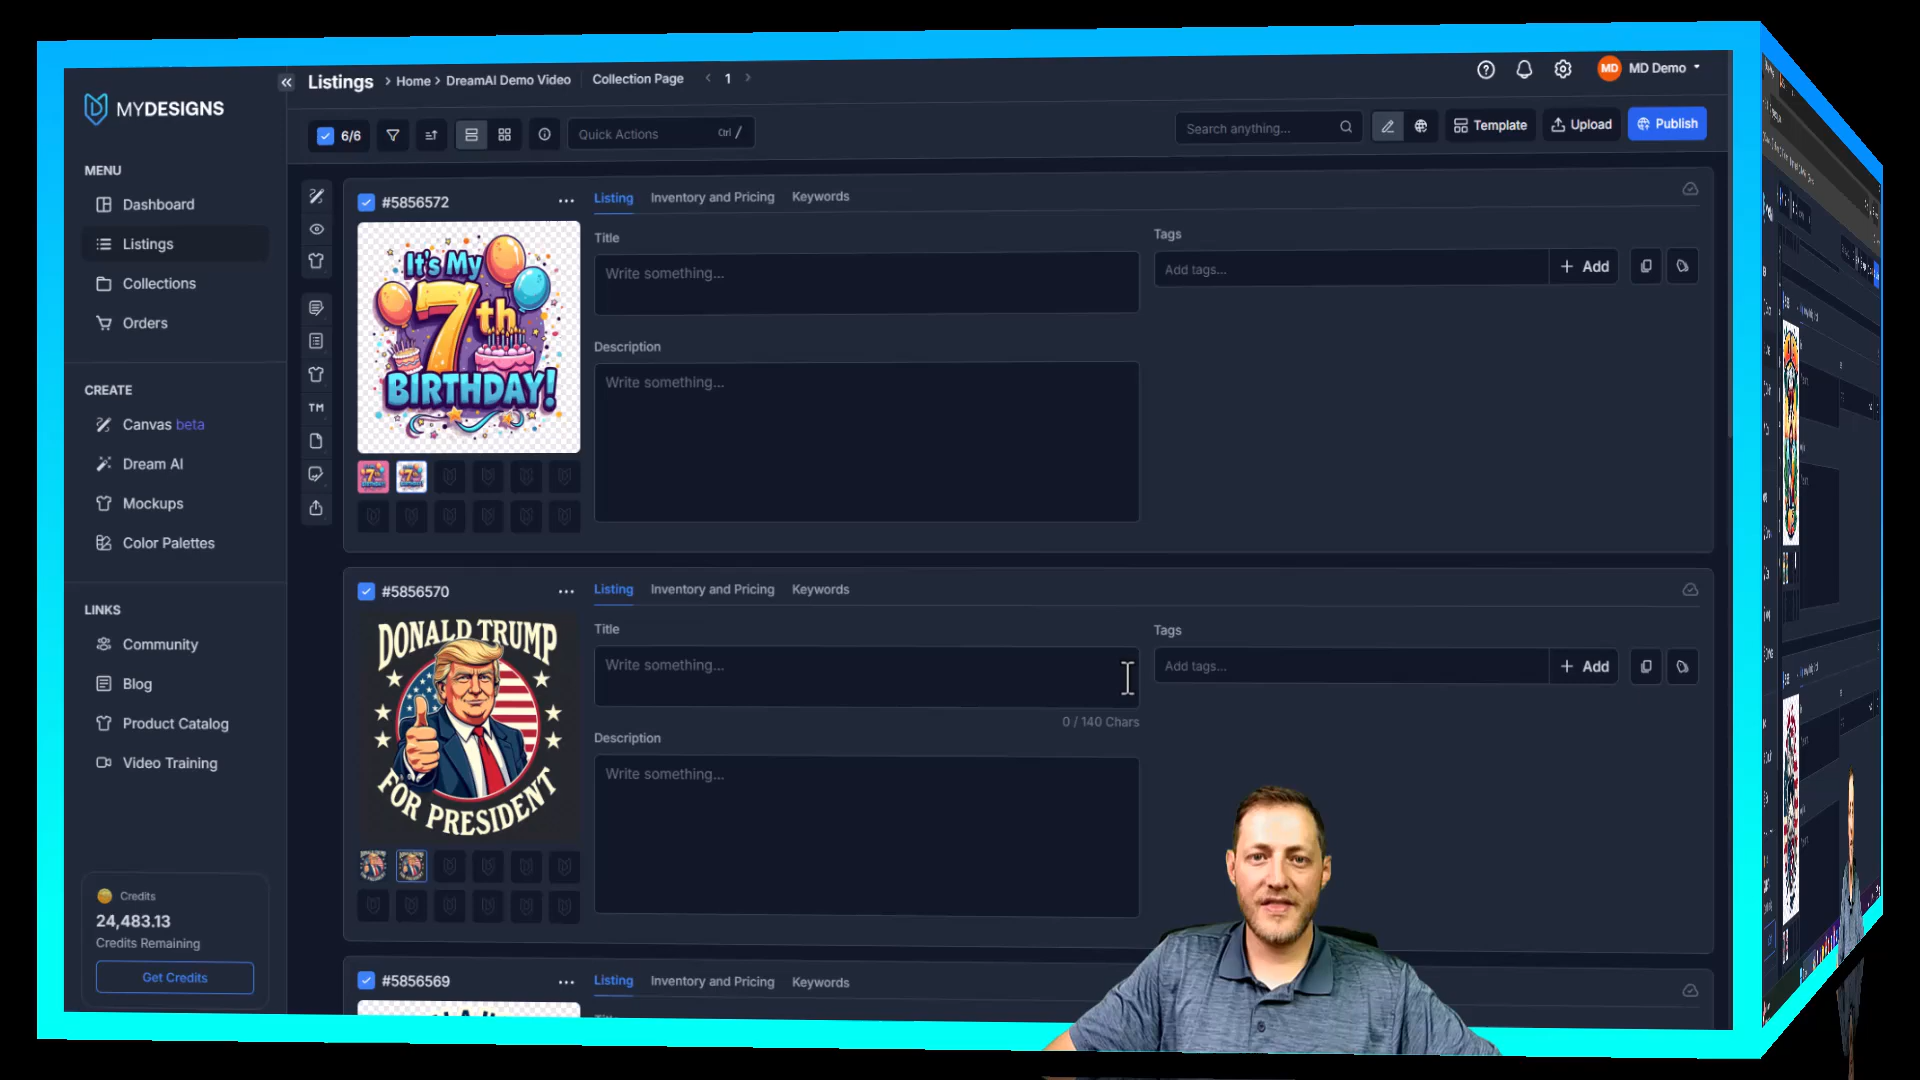 MYDESIGNS
MENU
Dashboard
Listings
Collections
Orders
CREATE
Canvas beta
Dream AI
Mockups
Color Palettes
LINKS
Community
Blog
Product Catalog
Video Training
Credits
24,483.13
Credits Remaining
Get Credits
Listings
Home
DreamAI Demo Video
Collection Page
1
MD
MD Demo
6/6
Quick Actions
Ctrl /
Search anything...
Template
Upload
Publish
TM
#5856572
It's My
7th
BIRTHDAY!
Listing
Inventory and Pricing
Keywords
Title
Write something...
Description
Write something...
Tags
Add tags...
Add
#5856570
DONALD TRUMP
FOR PRESIDENT
Listing
Inventory and Pricing
Keywords
Title
Write something...
0 / 140 Chars
Description
Write something...
Tags
Add tags...
Add
#5856569
Listing
Inventory and Pricing
Keywords